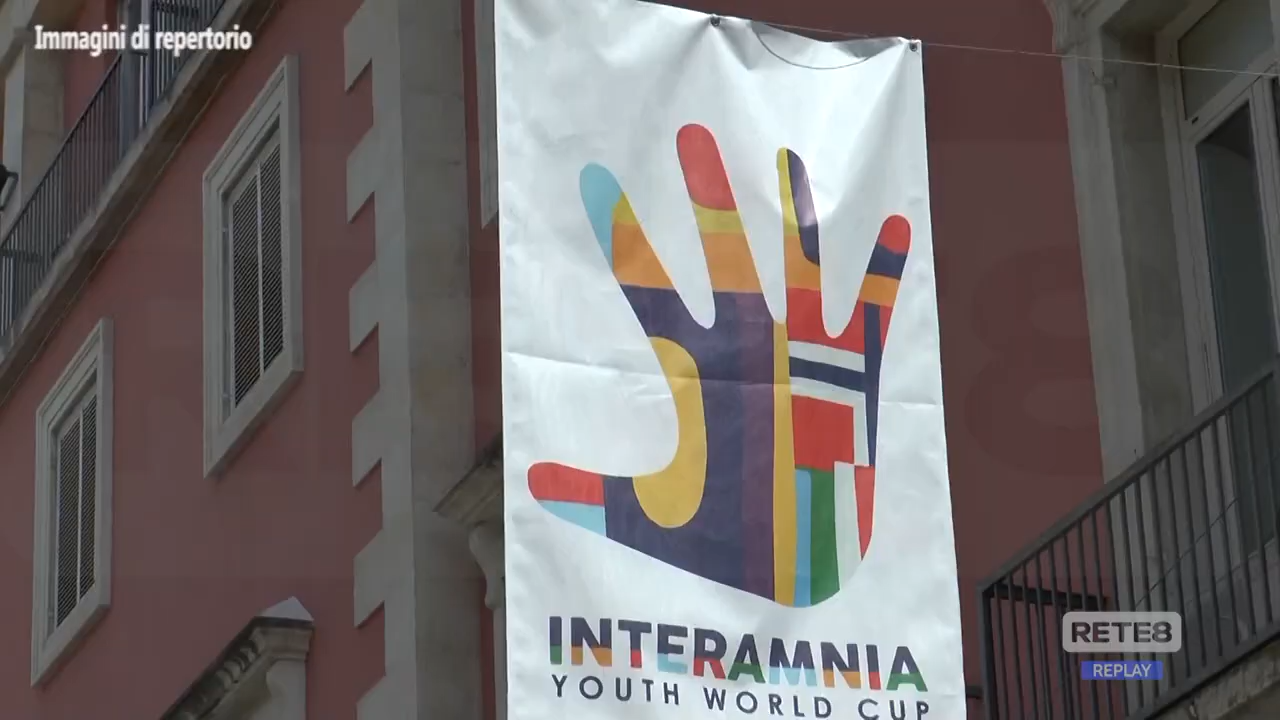 Immagini di repertorio
INTERAMNIA
YOUTH WORLD CUP
RETE8
REPLAY